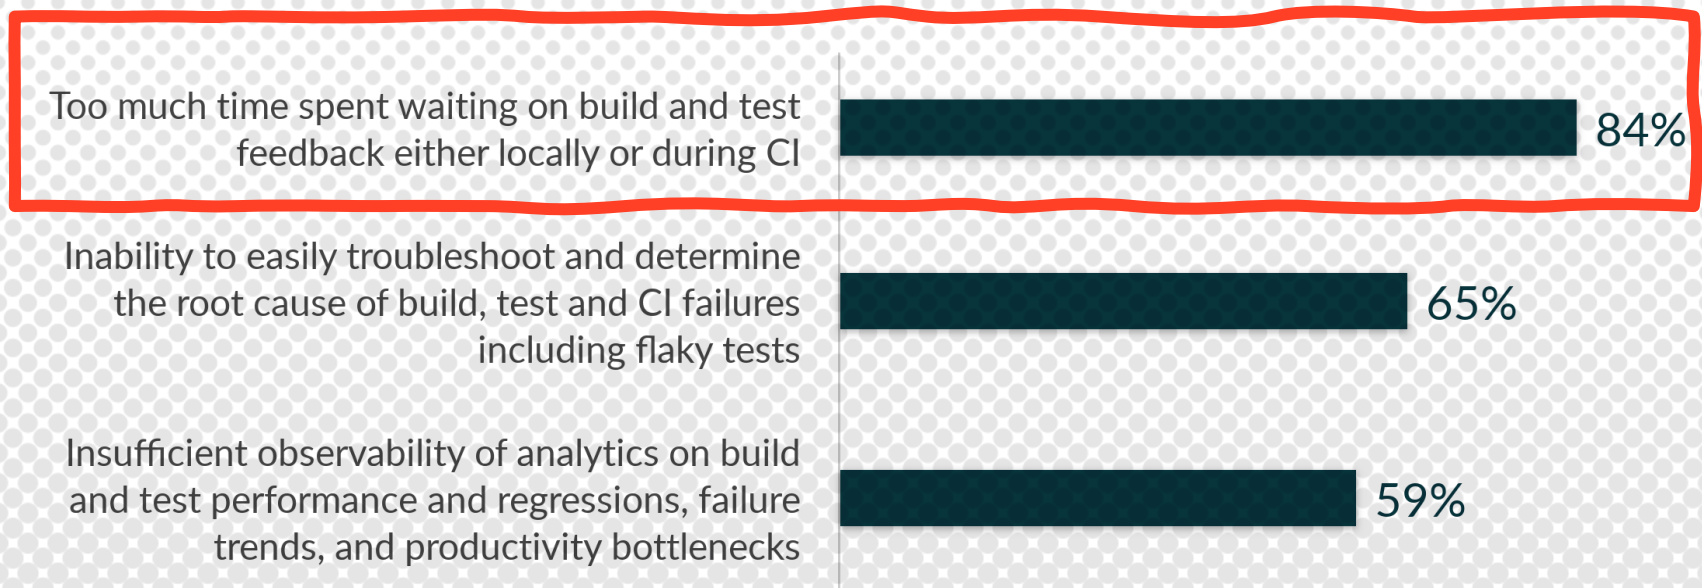 Too much time spent waiting on build and test
feedback either locally or during CI
84%
Inability to easily troubleshoot and determine
the root cause of build, test and CI failures
including flaky tests
65%
Insufficient observability of analytics on build
and test performance and regressions, failure
trends, and productivity bottlenecks
59%